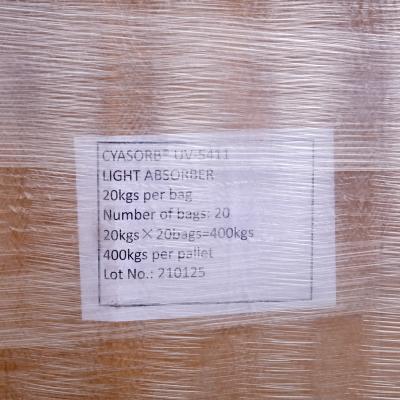 CYASORB® UV-5411
LIGHT ABSORBER
20kgs per bag
Number of bags: 20
20kgs×20bags=400kgs
400kgs per pallet
Lot No.: 210125